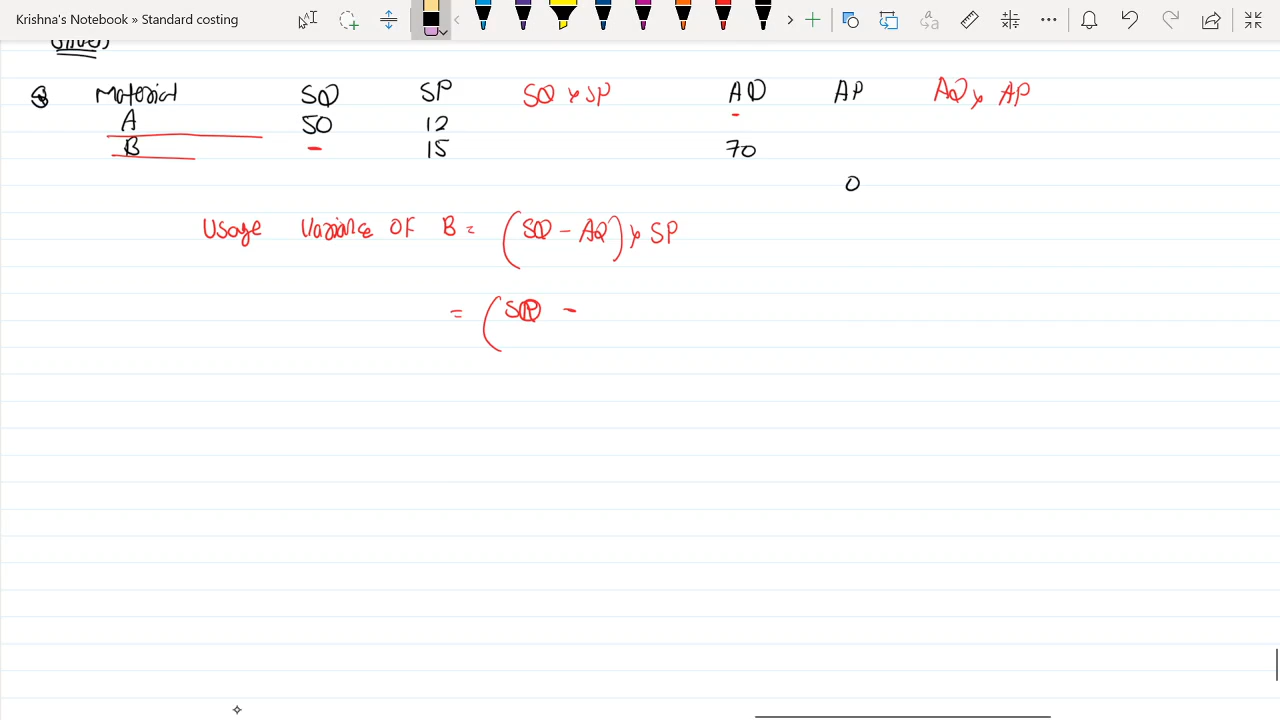 Krishna's Notebook » Standard costing
Material SQ SP SQ x SP AQ AP AQ x AP
A 50 12 -
B - 15 70
0
Usage Variance OF B = (SQ - AQ) x SP
= (SQ -